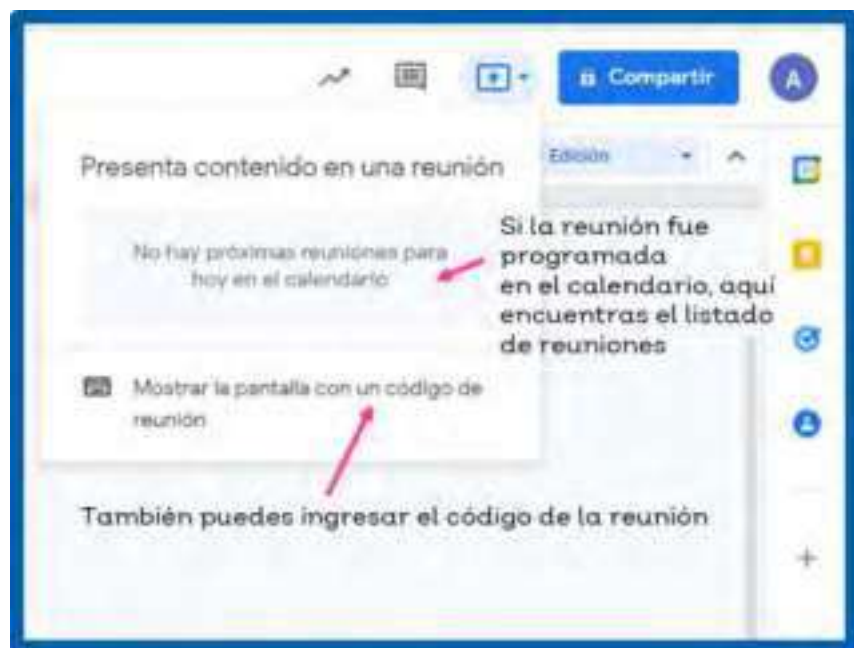 Compartir
A
Presenta contenido en una reunión
Edición
No hay próximas reuniones para
hoy en el calendario
Si la reunión fue
programada
en el calendario, aquí
encuentras el listado
de reuniones
Mostrar la pantalla con un código de
reunión
También puedes ingresar el código de la reunión